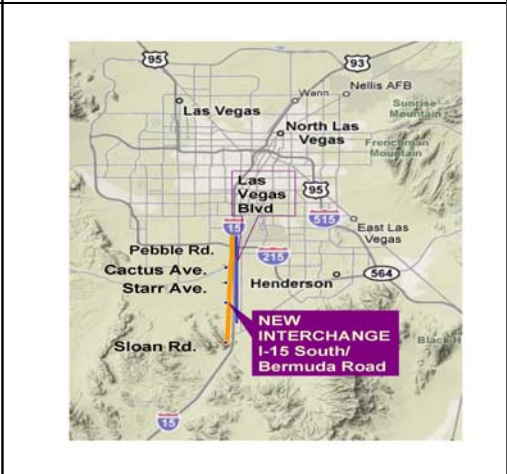 95
93
Nellis AFB
Wann
Las Vegas
Sunrise
Mountain
North Las
Vegas
Frenchman
Mountain
Las
Vegas
Blvd
95
515
15
East Las
Vegas
Pebble Rd.
215
Cactus Ave.
564
Henderson
Starr Ave.
NEW
INTERCHANGE
I-15 South/
Bermuda Road
Black H
Sloan Rd.
15